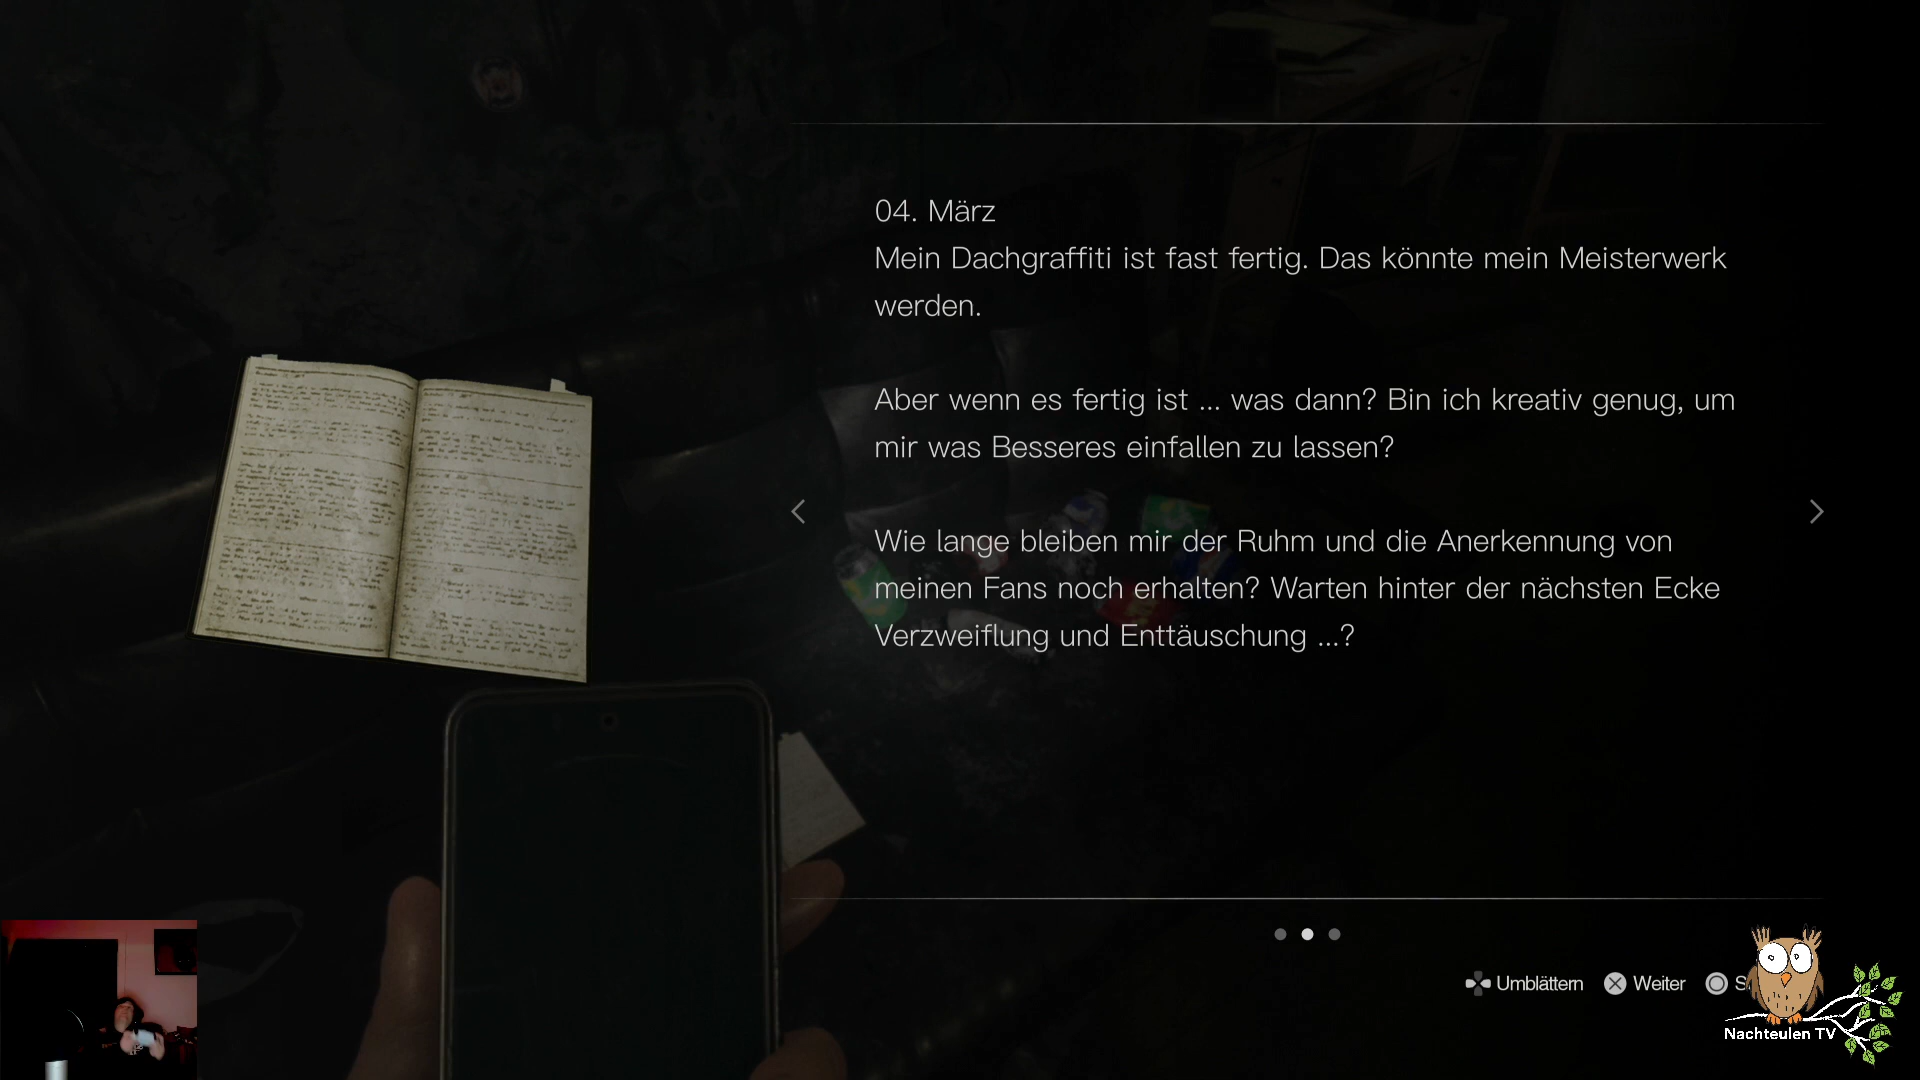 04. März
Mein Dachgraffiti ist fast fertig. Das könnte mein Meisterwerk
werden.
Aber wenn es fertig ist ... was dann? Bin ich kreativ genug, um
mir was Besseres einfallen zu lassen?
Wie lange bleiben mir der Ruhm und die Anerkennung von
meinen Fans noch erhalten? Warten hinter der nächsten Ecke
Verzweiflung und Enttäuschung ...?
Umblättern Weiter
Nachteulen TV